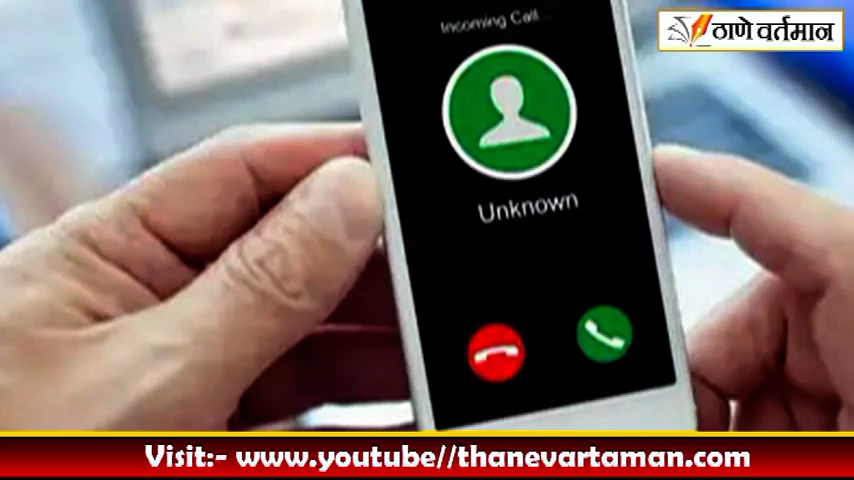 Incoming Call...
ठाणे वर्तमान
Unknown
Visit:- www.youtube//thanevartaman.com